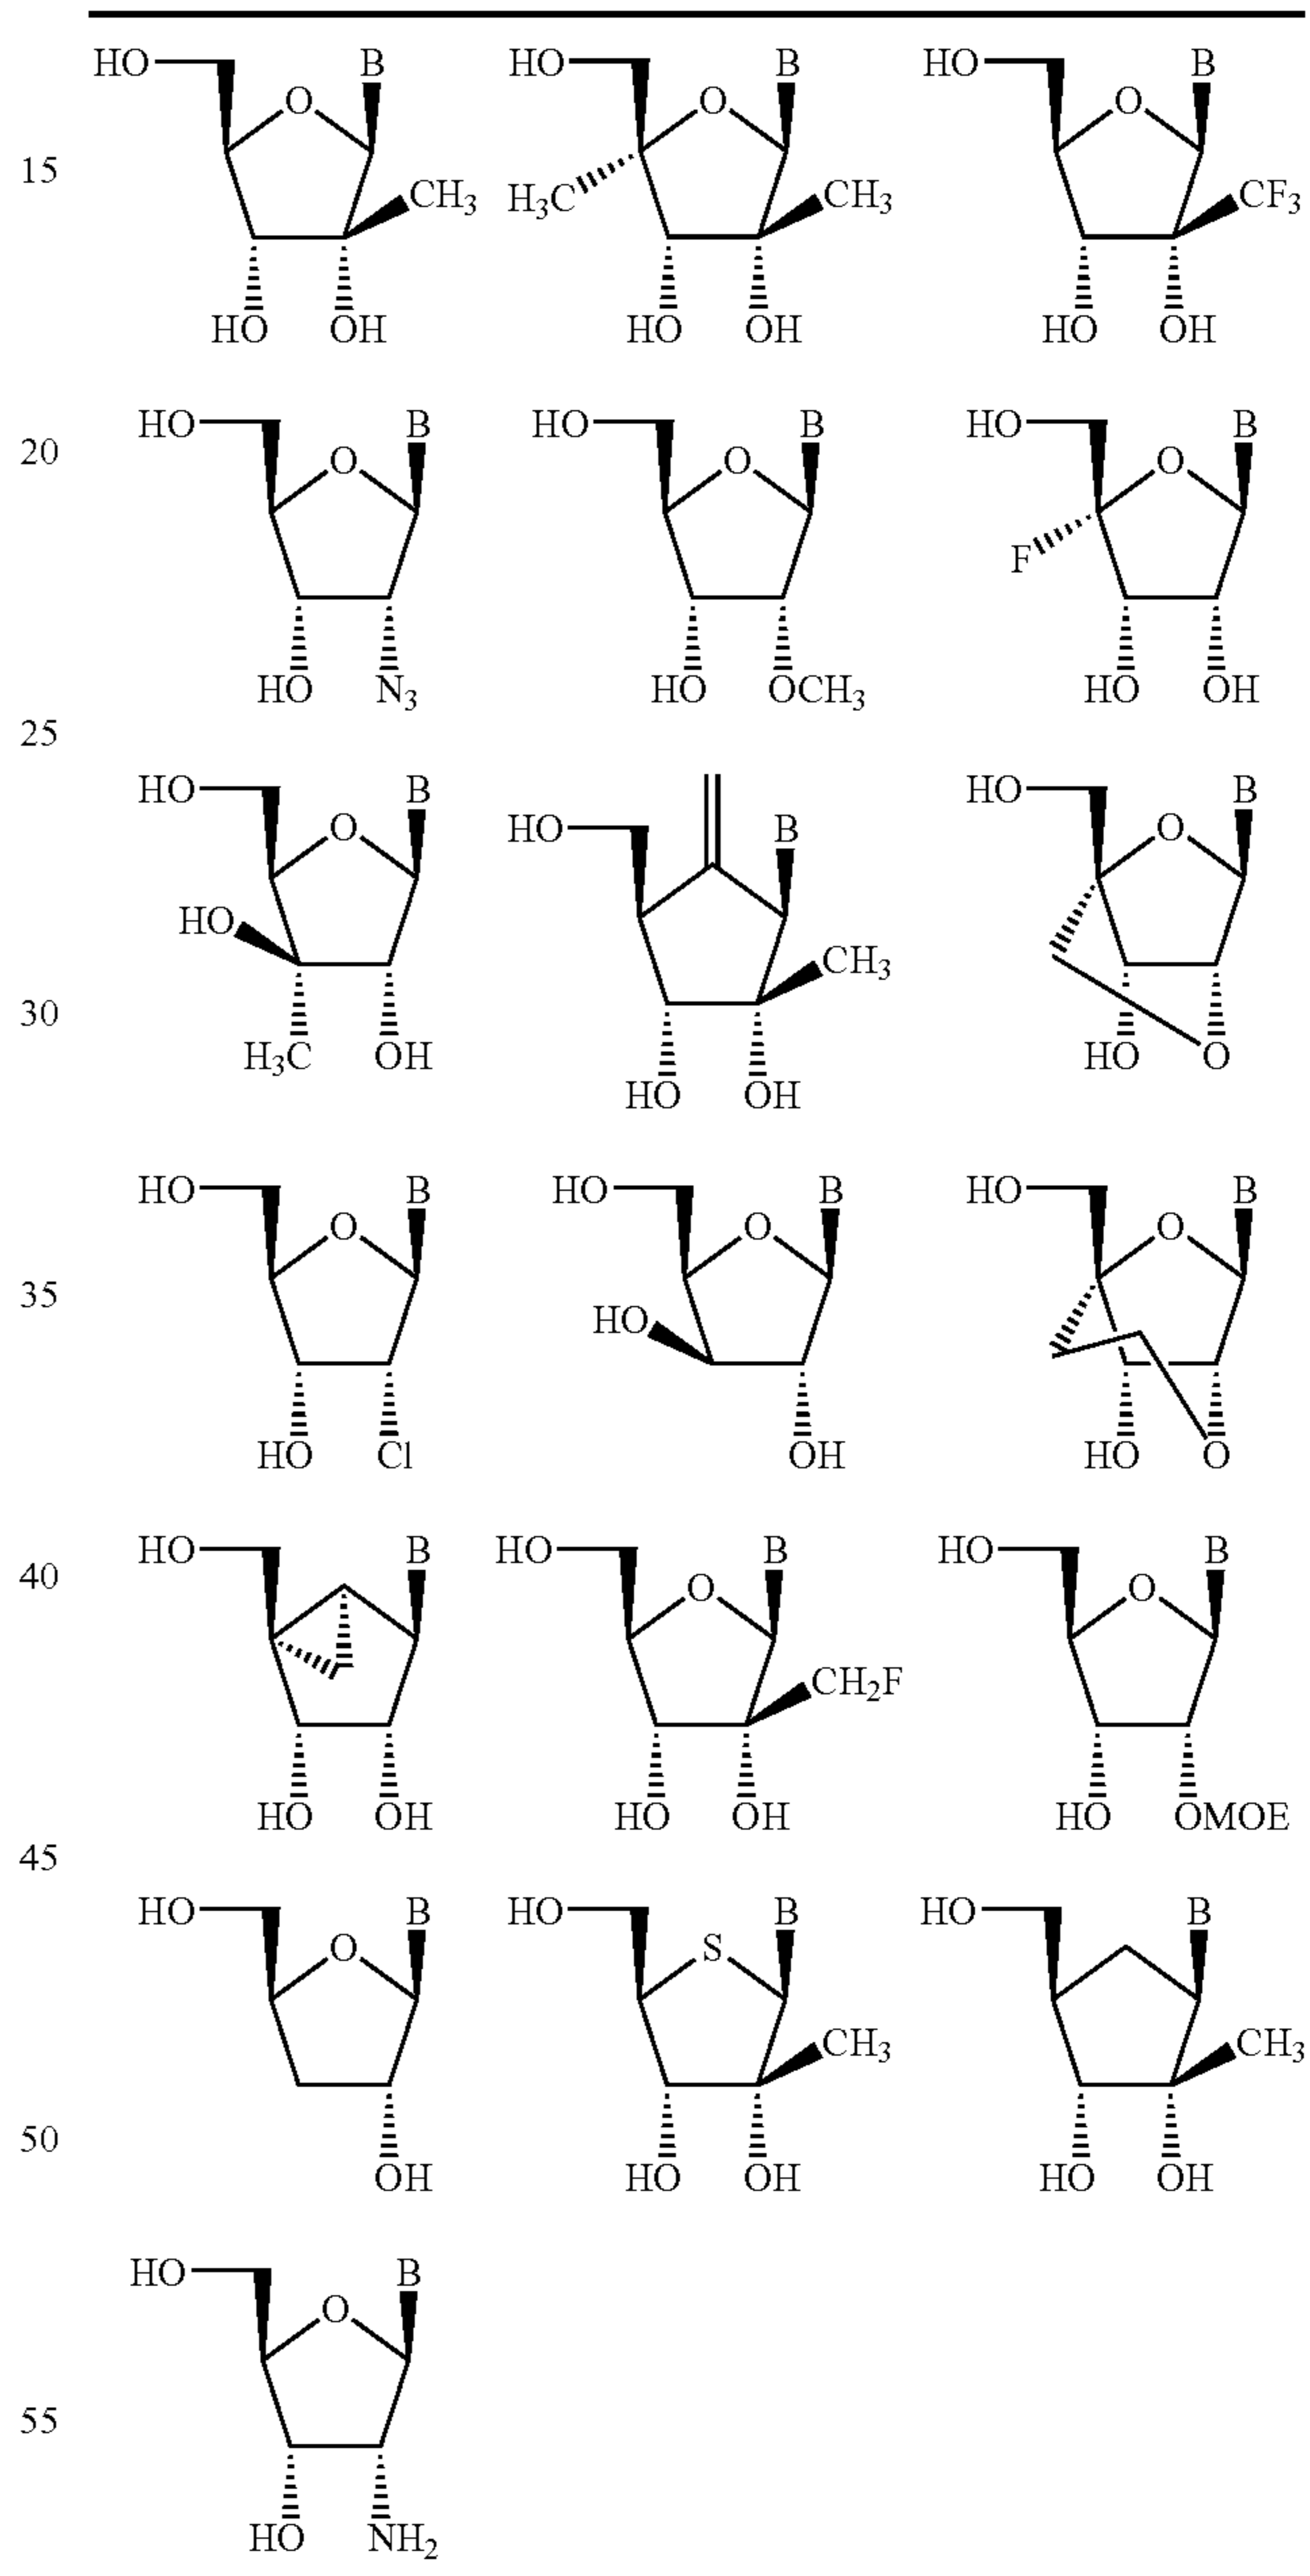 HO B HO B HO B
O O O
15 CH3 H3C CH3 CF3
HO OH HO OH HO OH
HO B HO B HO B
20 O O O
F
HO N3 HO OCH3 HO OH
25
HO B HO B
O HO B O
HO CH3
30 H3C OH HO O
HO OH
HO B HO B HO B
O O O
35 HO
HO Cl OH HO O
HO B HO B HO B
40 O O
CH2F
HO OH HO OH HO OMOE
45
HO B HO B HO B
O S
CH3 CH3
50
OH HO OH HO OH
HO B
O
55
HO NH2